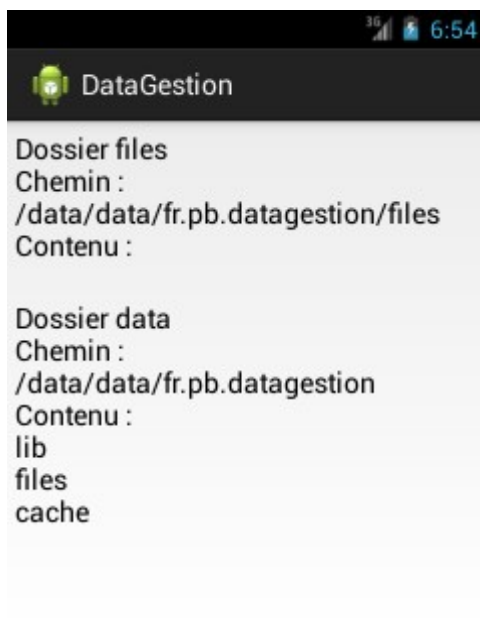 3G 6:54
DataGestion
Dossier files
Chemin :
/data/data/fr.pb.datagestion/files
Contenu :
Dossier data
Chemin :
/data/data/fr.pb.datagestion
Contenu :
lib
files
cache